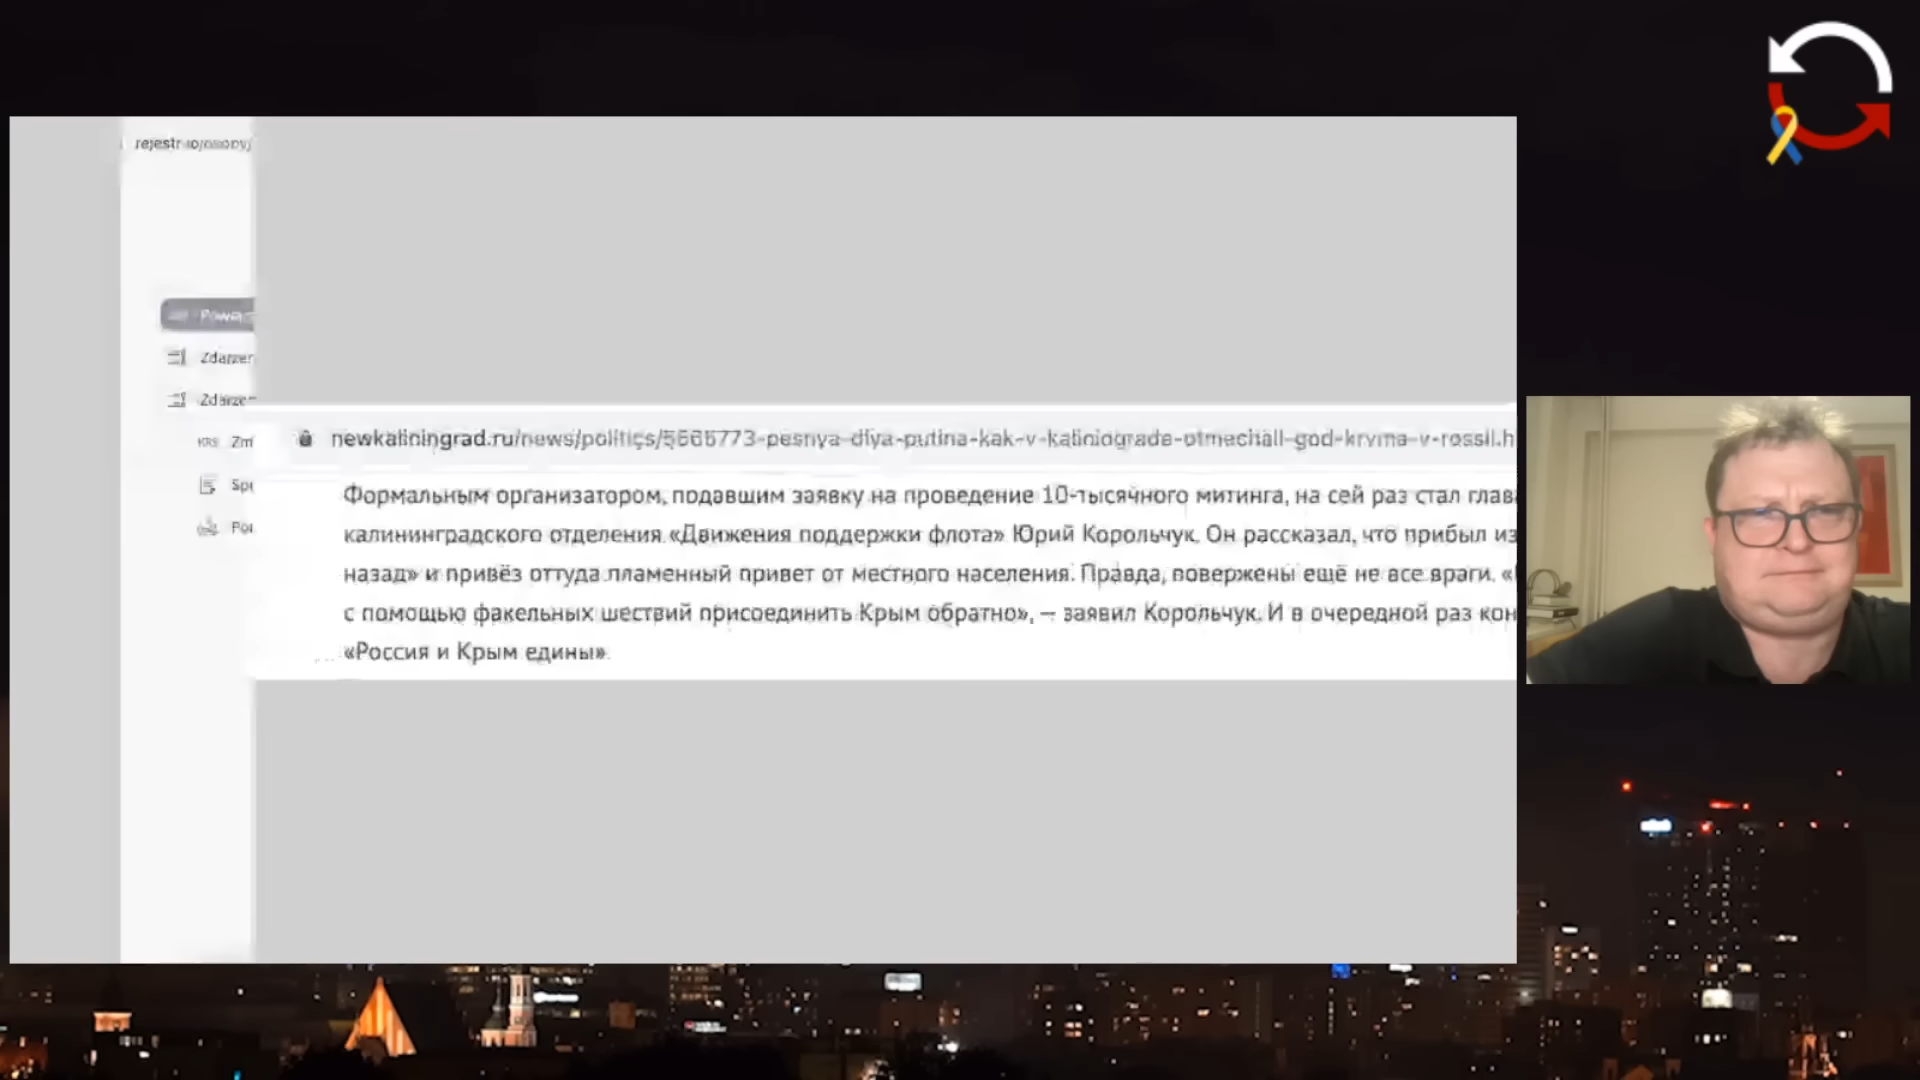 Zdarzen
Zdarze
KRS Zm
Spr
newkaliningrad.ru/news/politics/5665773-pesnya-dlya-putina-kak-v-kaliningrade-otmechali-god-kryma-v-rossii.h
Формальным организатором, подавшим заявку на проведение 10-тысячного митинга, на сей раз стал глав
калининградского отделения «Движения поддержки флота» Юрий Корольчук. Он рассказал, что прибыл из
назад» и привёз оттуда пламенный привет от местного населения. Правда, повержены ещё не все враги. «
с помощью факельных шествий присоединить Крым обратно», — заявил Корольчук. И в очередной раз кон
«Россия и Крым едины».